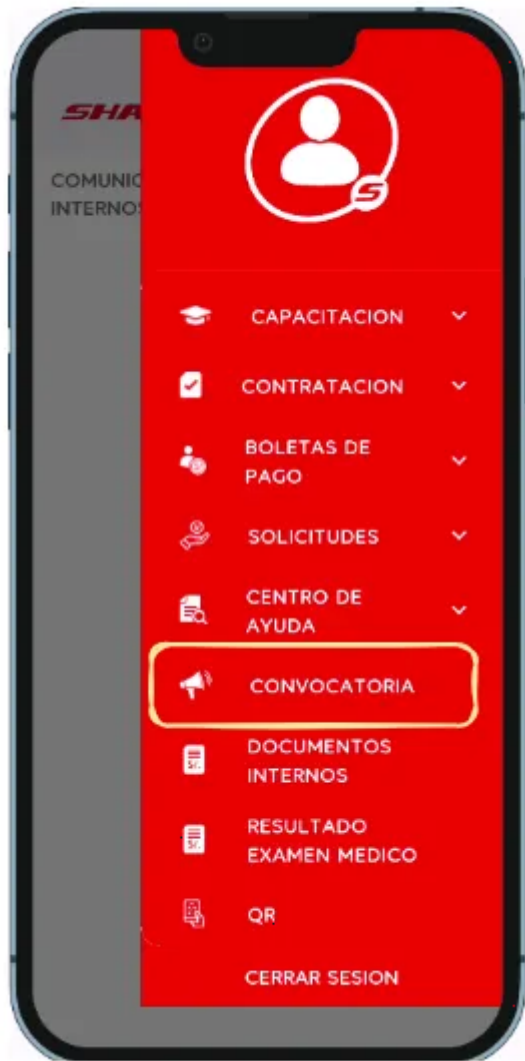 SHA
COMUNIC
INTERNOS
CAPACITACION
CONTRATACION
BOLETAS DE
PAGO
SOLICITUDES
CENTRO DE
AYUDA
CONVOCATORIA
DOCUMENTOS
INTERNOS
RESULTADO
EXAMEN MEDICO
QR
CERRAR SESION